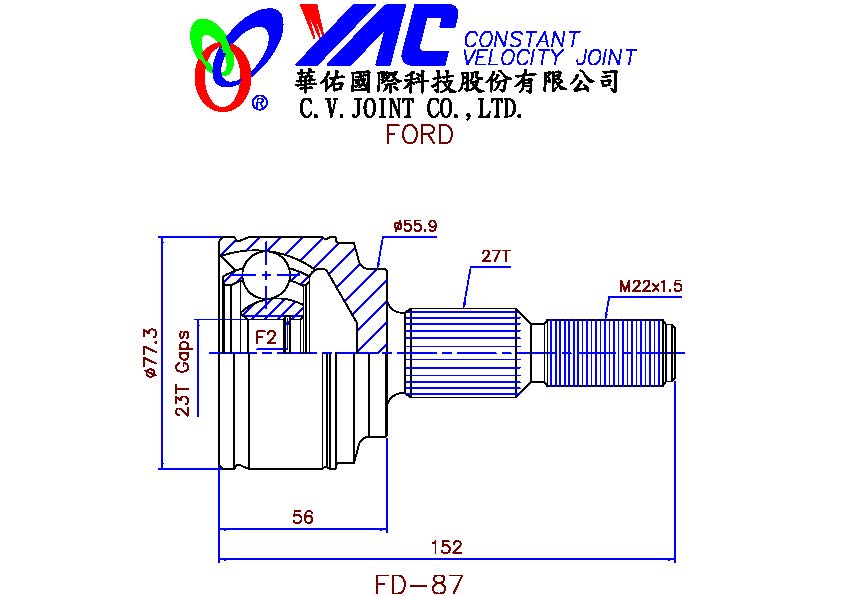 YAC CONSTANT
VELOCITY JOINT
®
華佑國際科技股份有限公司
C.V.JOINT CO.,LTD.
FORD
ø55.9
27T
M22x1.5
ø77.3
23T Gaps
F2
56
152
FD-87